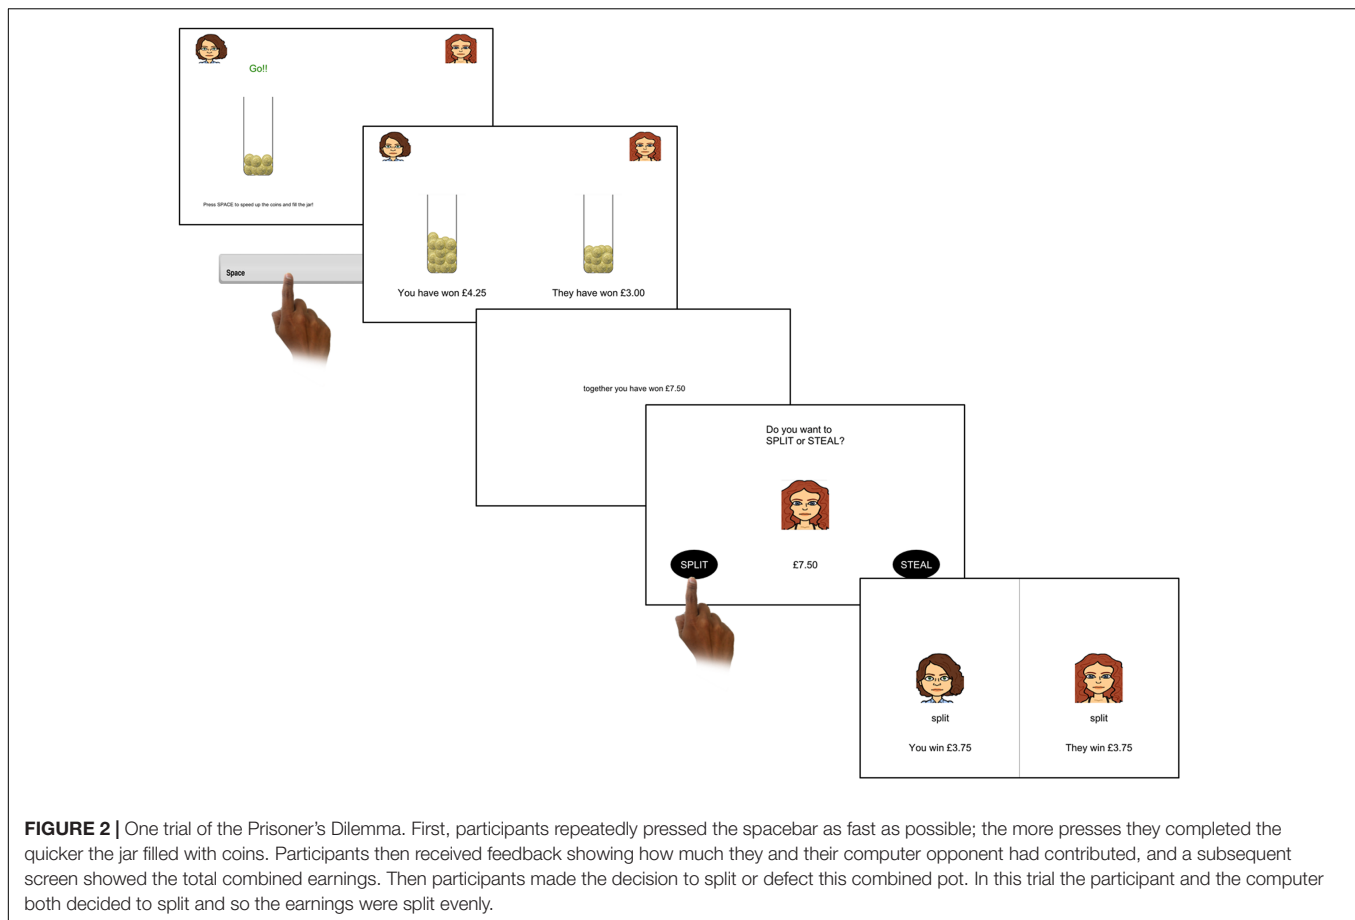 Go!!
Press SPACE to speed up the coins and fill the jar!
Space
You have won £4.25
They have won £3.00
together you have won £7.50
Do you want to
SPLIT or STEAL?
SPLIT
£7.50
STEAL
split
split
You win £3.75
They win £3.75
FIGURE 2 | One trial of the Prisoner's Dilemma. First, participants repeatedly pressed the spacebar as fast as possible; the more presses they completed the
quicker the jar filled with coins. Participants then received feedback showing how much they and their computer opponent had contributed, and a subsequent
screen showed the total combined earnings. Then participants made the decision to split or defect this combined pot. In this trial the participant and the computer
both decided to split and so the earnings were split evenly.